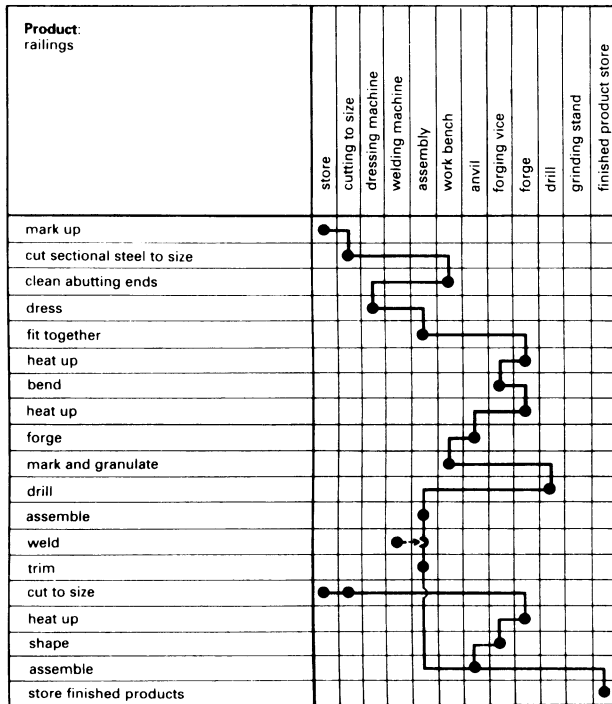 Product:
railings
store
cutting to size
dressing machine
welding machine
assembly
work bench
anvil
forging vice
forge
drill
grinding stand
finished product store
mark up
cut sectional steel to size
clean abutting ends
dress
fit together
heat up
bend
heat up
forge
mark and granulate
drill
assemble
weld
trim
cut to size
heat up
shape
assemble
store finished products